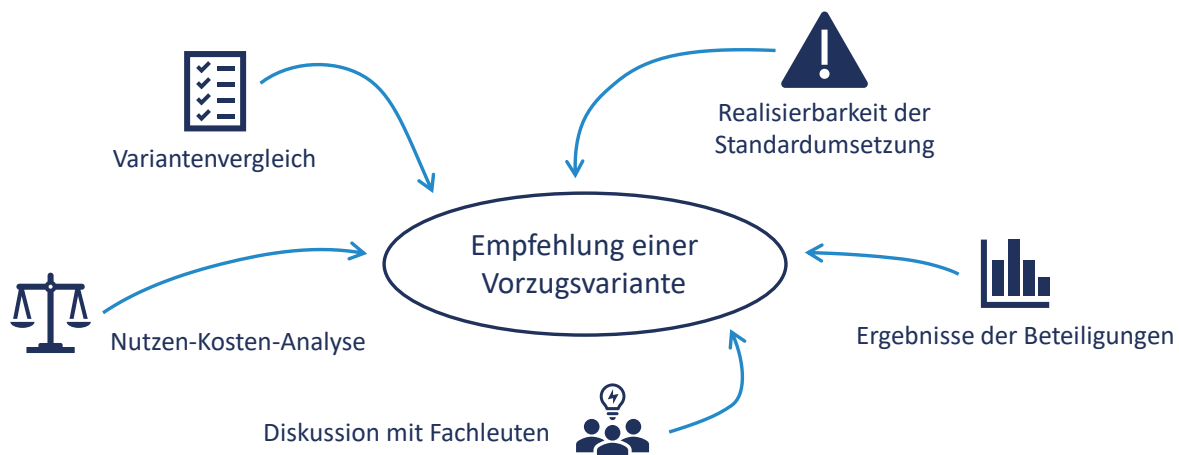 Variantenvergleich
Realisierbarkeit der
Standardumsetzung
Empfehlung einer
Vorzugsvariante
Nutzen-Kosten-Analyse
Ergebnisse der Beteiligungen
Diskussion mit Fachleuten